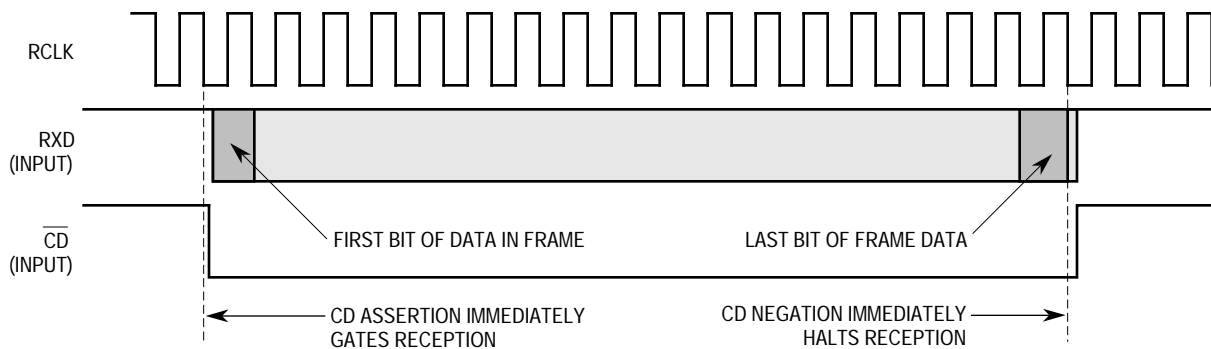 RCLK
RXD
(INPUT)
CD
(INPUT)
FIRST BIT OF DATA IN FRAME
LAST BIT OF FRAME DATA
CD ASSERTION IMMEDIATELY
GATES RECEPTION
CD NEGATION IMMEDIATELY
HALTS RECEPTION